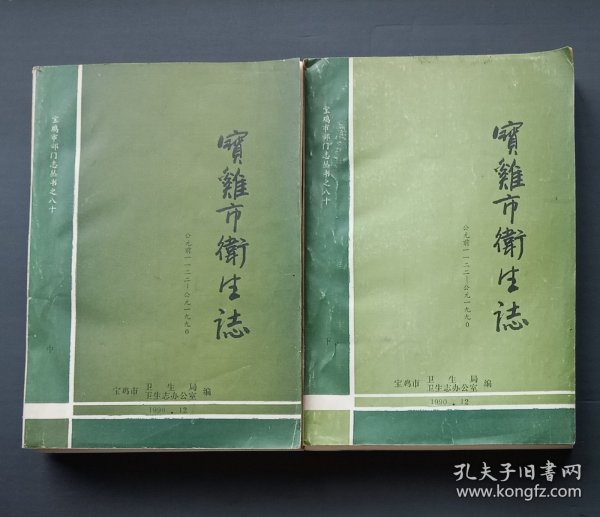 宝鸡市部门志丛书之八十
寶雞市衛生誌
公元前一一二二—公元一九九〇
中
宝鸡市 卫生局 卫生志办公室 编
1990.12
宝鸡市部门志丛书之八十
寶雞市衛生誌
公元前一一二二—公元一九九〇
下
宝鸡市 卫生局 卫生志办公室 编
1990.12
孔夫子旧书网
www.kongfz.com